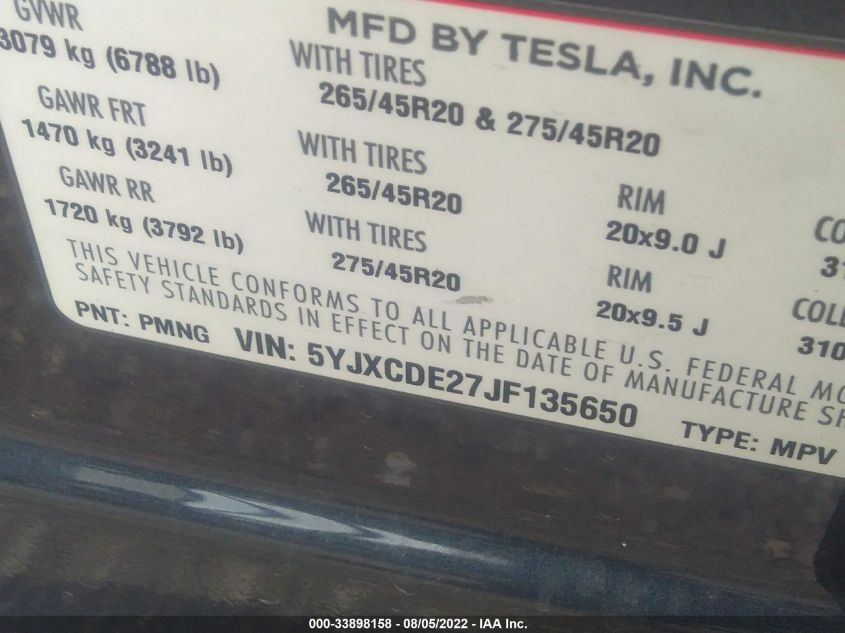 MFD BY TESLA, INC.
GVWR
3079 kg (6788 lb)
WITH TIRES
265/45R20 & 275/45R20
GAWR FRT
1470 kg (3241 lb)
WITH TIRES
265/45R20
RIM
20x9.0 J
GAWR RR
1720 kg (3792 lb)
WITH TIRES
275/45R20
RIM
20x9.5 J
310
THIS VEHICLE CONFORMS TO ALL APPLICABLE U.S. FEDERAL
SAFETY STANDARDS IN EFFECT ON THE DATE OF MANUFACTURE
PNT: PMNG VIN: 5YJXCDE27JF135650 TYPE: MPV
000-33898158 - 08/05/2022 - IAA Inc.